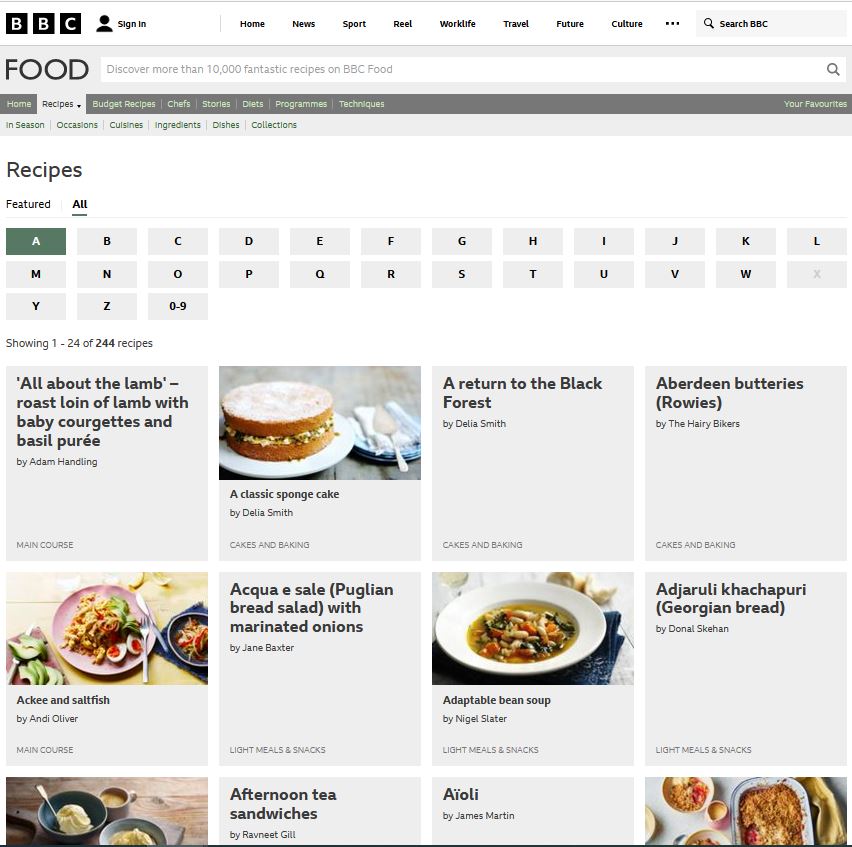 BBC Sign in Home News Sport Reel Worklife Travel Future Culture ••• Search BBC
FOOD Discover more than 10,000 fantastic recipes on BBC Food
Home Recipes Budget Recipes Chefs Stories Diets Programmes Techniques Your Favourites
In Season Occasions Cuisines Ingredients Dishes Collections
Recipes
Featured All
A B C D E F G H I J K L
M N O P Q R S T U V W X
Y Z 0-9
Showing 1 - 24 of 244 recipes
'All about the lamb' –
roast loin of lamb with
baby courgettes and
basil purée
by Adam Handling
MAIN COURSE
A classic sponge cake
by Delia Smith
CAKES AND BAKING
A return to the Black
Forest
by Delia Smith
CAKES AND BAKING
Aberdeen butteries
(Rowies)
by The Hairy Bikers
CAKES AND BAKING
Ackee and saltfish
by Andi Oliver
MAIN COURSE
Acqua e sale (Puglian
bread salad) with
marinated onions
by Jane Baxter
LIGHT MEALS & SNACKS
Adaptable bean soup
by Nigel Slater
LIGHT MEALS & SNACKS
Adjaruli khachapuri
(Georgian bread)
by Donal Skehan
LIGHT MEALS & SNACKS
Afternoon tea
sandwiches
by Ravneet Gill
Aïoli
by James Martin